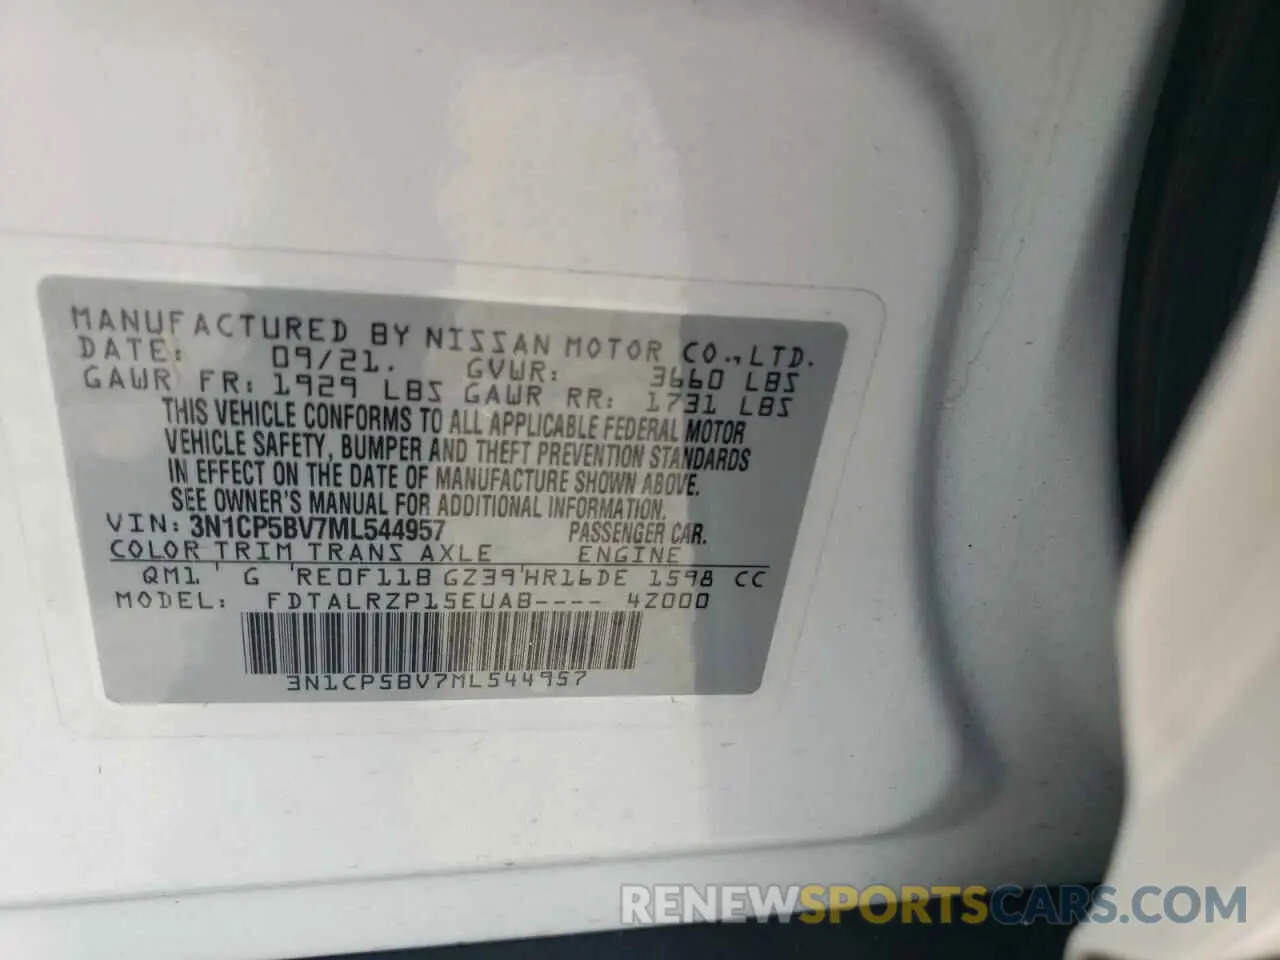 MANUFACTURED BY NISSAN MOTOR CO.,LTD.
DATE: 09/21. GVWR: 3660 LBS
GAWR FR: 1929 LBS GAWR RR: 1731 LBS
THIS VEHICLE CONFORMS TO ALL APPLICABLE FEDERAL MOTOR
VEHICLE SAFETY, BUMPER AND THEFT PREVENTION STANDARDS
IN EFFECT ON THE DATE OF MANUFACTURE SHOWN ABOVE.
SEE OWNER'S MANUAL FOR ADDITIONAL INFORMATION.
VIN: 3N1CP5BV7ML544957 PASSENGER CAR.
COLOR TRIM TRANS AXLE ENGINE
QM1 G RE0F11B GZ39 HR16DE 1598 CC
MODEL: FDTALRZP15EUAB---- 4Z000
3N1CP5BV7ML544957
RENEWSPORTSCARS.COM